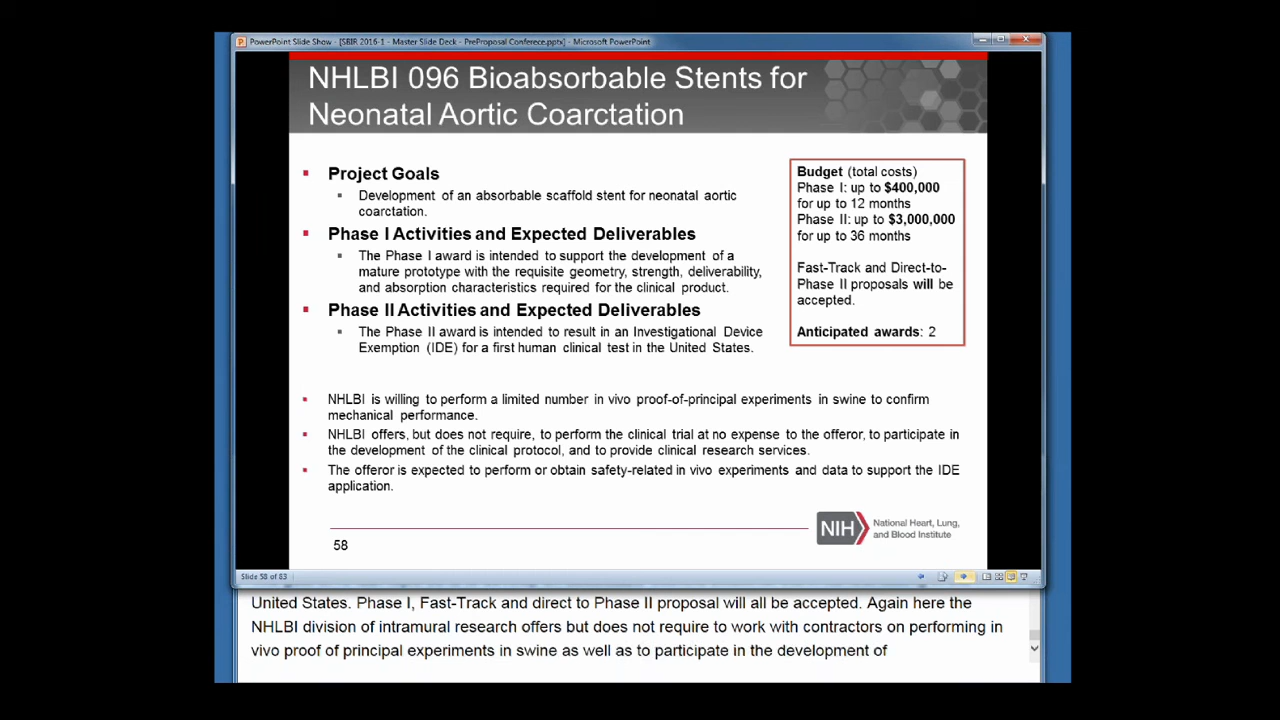 PowerPoint Slide Show - [SBIR 2016-1 - Master Slide Deck - PreProposal Conferece.pptx] - Microsoft PowerPoint
NHLBI 096 Bioabsorbable Stents for
Neonatal Aortic Coarctation
Project Goals
Development of an absorbable scaffold stent for neonatal aortic
coarctation.
Phase I Activities and Expected Deliverables
The Phase I award is intended to support the development of a
mature prototype with the requisite geometry, strength, deliverability,
and absorption characteristics required for the clinical product.
Phase II Activities and Expected Deliverables
The Phase II award is intended to result in an Investigational Device
Exemption (IDE) for a first human clinical test in the United States.
Budget (total costs)
Phase I: up to $400,000
for up to 12 months
Phase II: up to $3,000,000
for up to 36 months
Fast-Track and Direct-to-
Phase II proposals will be
accepted.
Anticipated awards: 2
NHLBI is willing to perform a limited number in vivo proof-of-principal experiments in swine to confirm
mechanical performance.
NHLBI offers, but does not require, to perform the clinical trial at no expense to the offeror, to participate in
the development of the clinical protocol, and to provide clinical research services.
The offeror is expected to perform or obtain safety-related in vivo experiments and data to support the IDE
application.
58
NIH
National Heart, Lung,
and Blood Institute
Slide 58 of 83
United States. Phase I, Fast-Track and direct to Phase II proposal will all be accepted. Again here the
NHLBI division of intramural research offers but does not require to work with contractors on performing in
vivo proof of principal experiments in swine as well as to participate in the development of